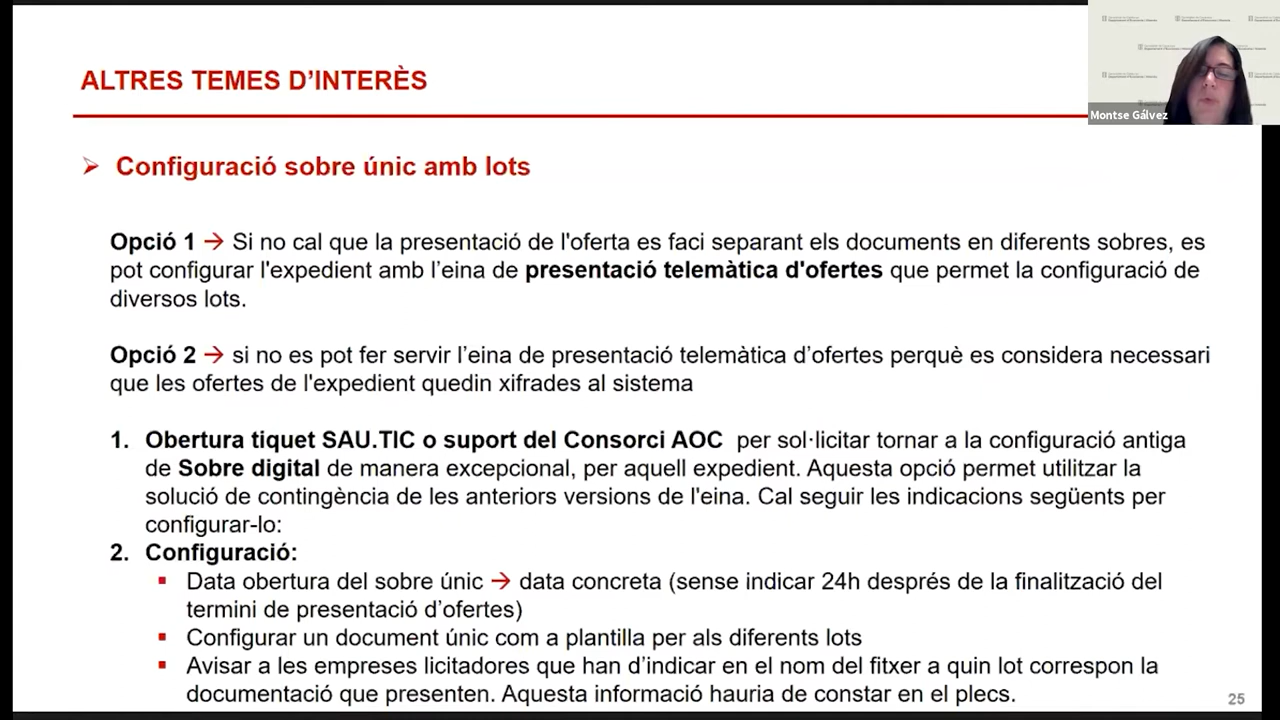 ALTRES TEMES D'INTERÈS
Montse Gálvez
➢ Configuració sobre únic amb lots
Opció 1 → Si no cal que la presentació de l'oferta es faci separant els documents en diferents sobres, es
pot configurar l'expedient amb l'eina de presentació telemàtica d'ofertes que permet la configuració de
diversos lots.
Opció 2 → si no es pot fer servir l'eina de presentació telemàtica d'ofertes perquè es considera necessari
que les ofertes de l'expedient quedin xifrades al sistema
1. Obertura tiquet SAU.TIC o suport del Consorci AOC per sol·licitar tornar a la configuració antiga
de Sobre digital de manera excepcional, per aquell expedient. Aquesta opció permet utilitzar la
solució de contingència de les anteriors versions de l'eina. Cal seguir les indicacions següents per
configurar-lo:
2. Configuració:
▪ Data obertura del sobre únic → data concreta (sense indicar 24h després de la finalització del
termini de presentació d'ofertes)
▪ Configurar un document únic com a plantilla per als diferents lots
▪ Avisar a les empreses licitadores que han d'indicar en el nom del fitxer a quin lot correspon la
documentació que presenten. Aquesta informació hauria de constar en el plecs.
25